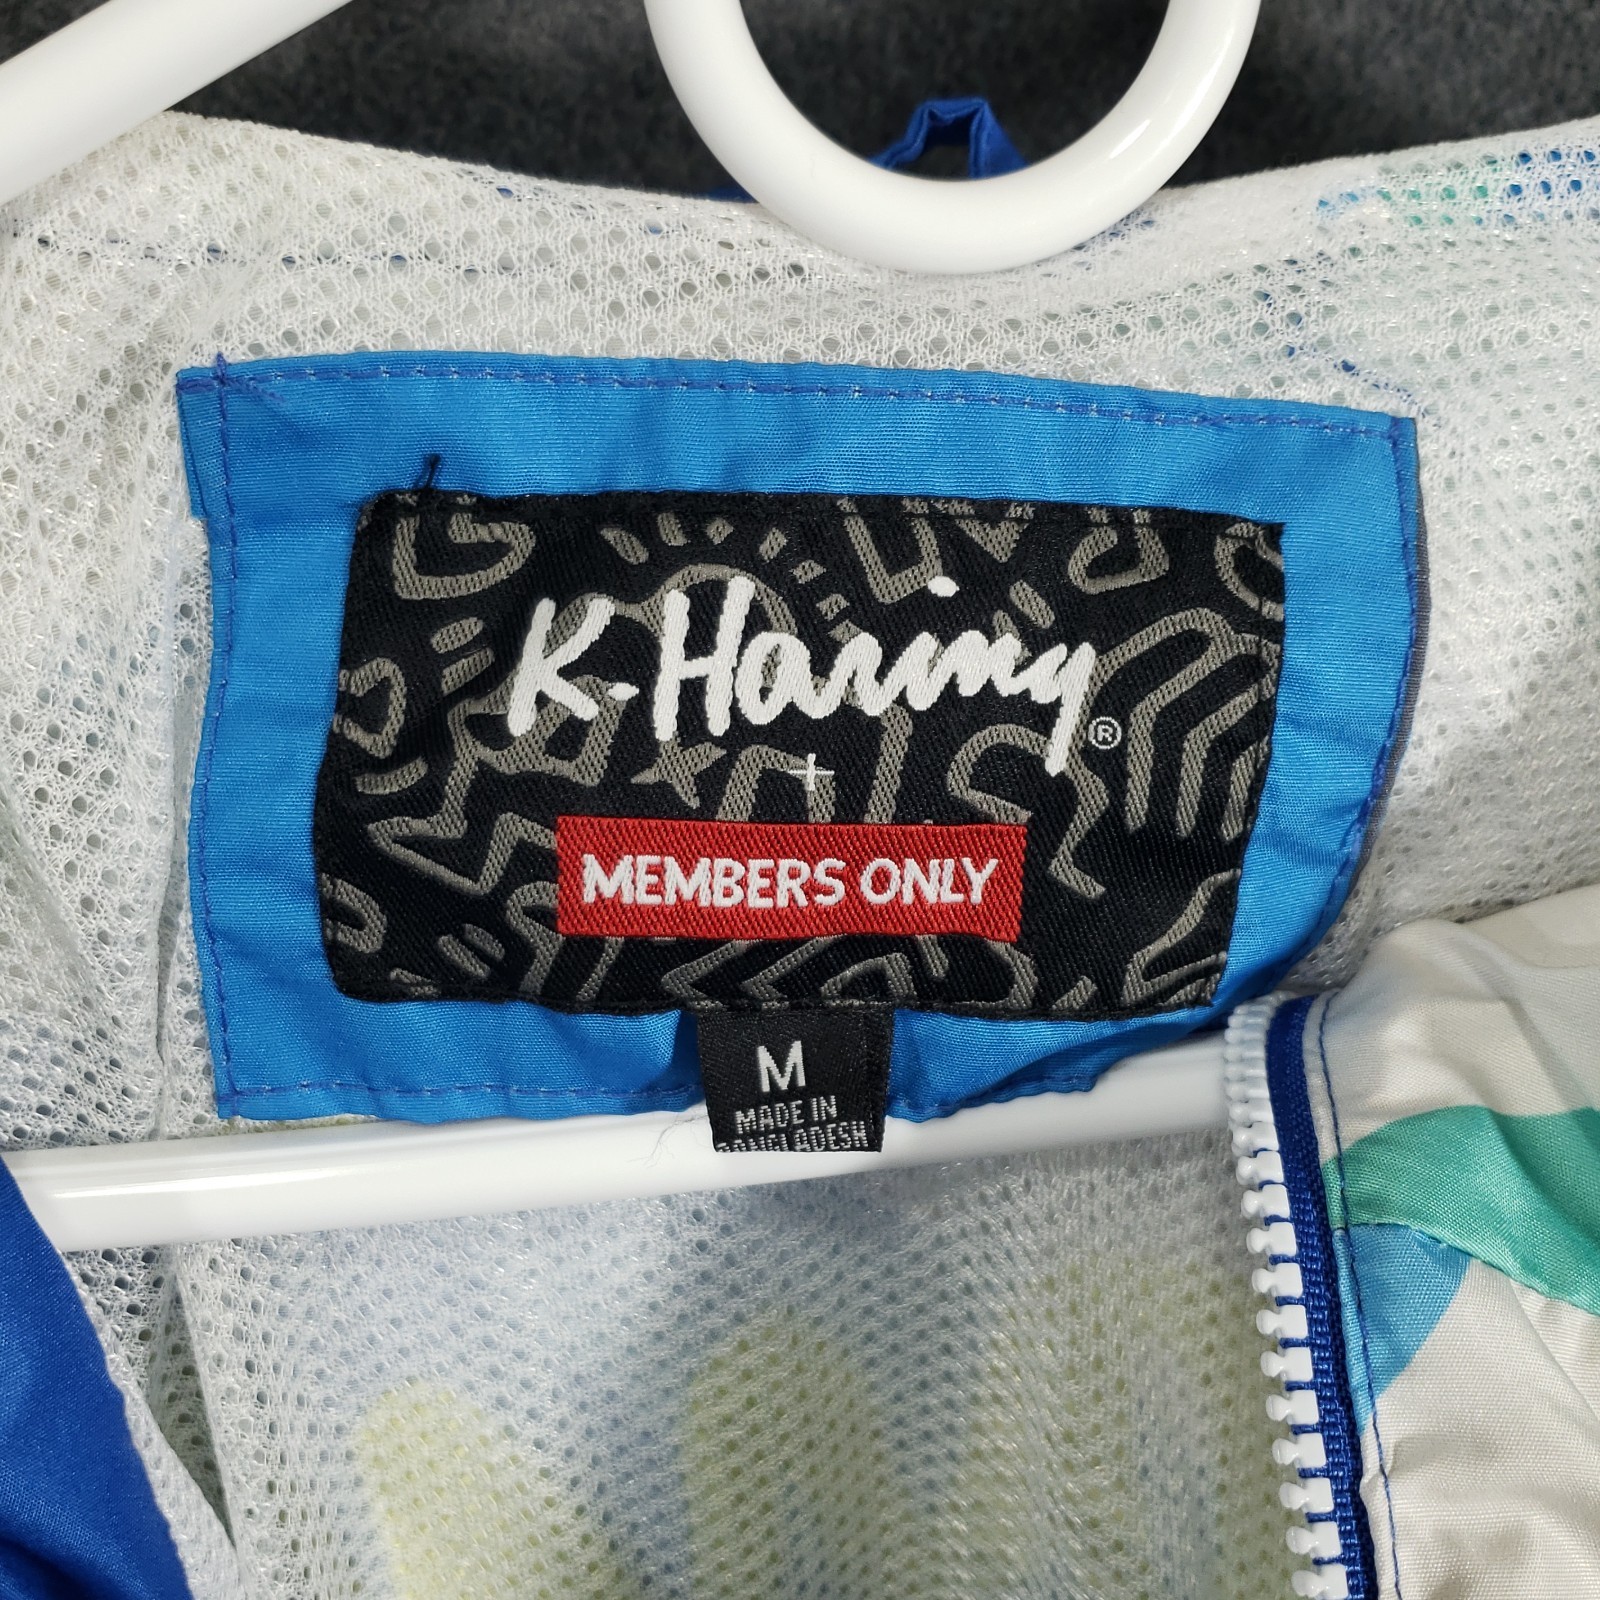 K. Haring®
+
MEMBERS ONLY
M
MADE IN
BANGLADESH